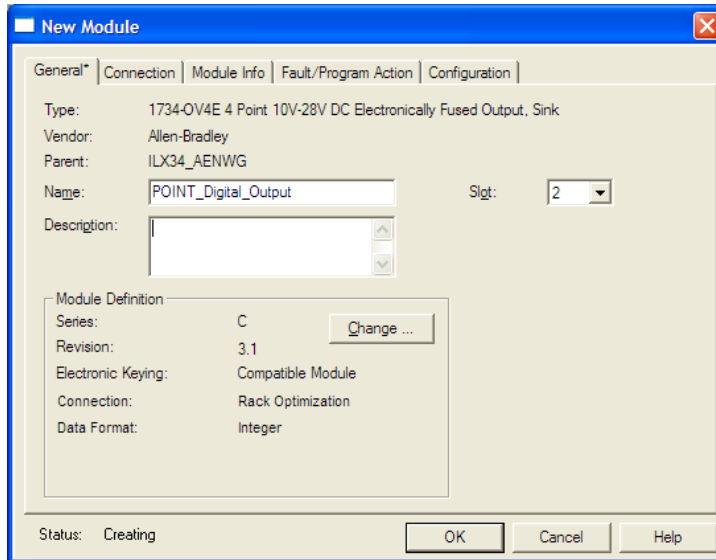 New Module
General* Connection Module Info Fault/Program Action Configuration
Type: 1734-OV4E 4 Point 10V-28V DC Electronically Fused Output, Sink
Vendor: Allen-Bradley
Parent: ILX34_AENWG
Name: POINT_Digital_Output Slot: 2
Description:
Module Definition
Series: C Change ...
Revision: 3.1
Electronic Keying: Compatible Module
Connection: Rack Optimization
Data Format: Integer
Status: Creating OK Cancel Help